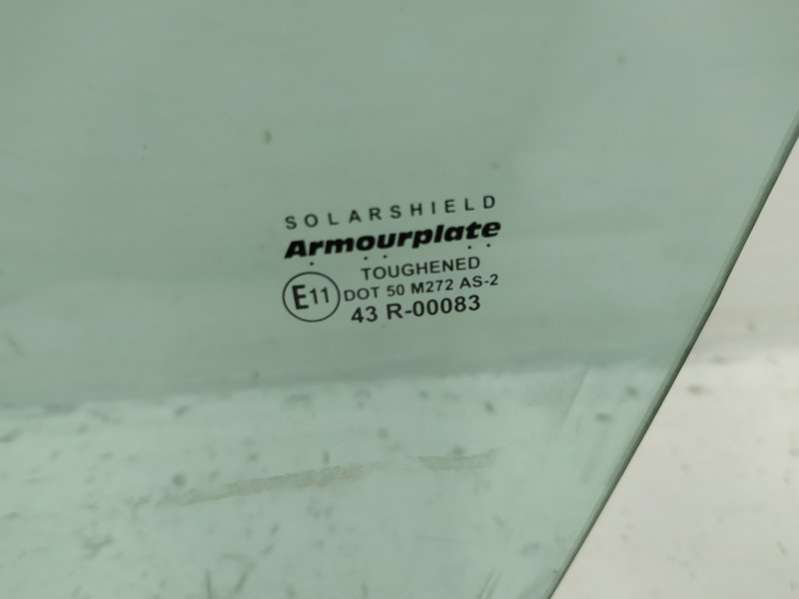 SOLARSHIELD
Armourplate
TOUGHENED
E11 DOT 50 M272 AS-2
43 R-00083